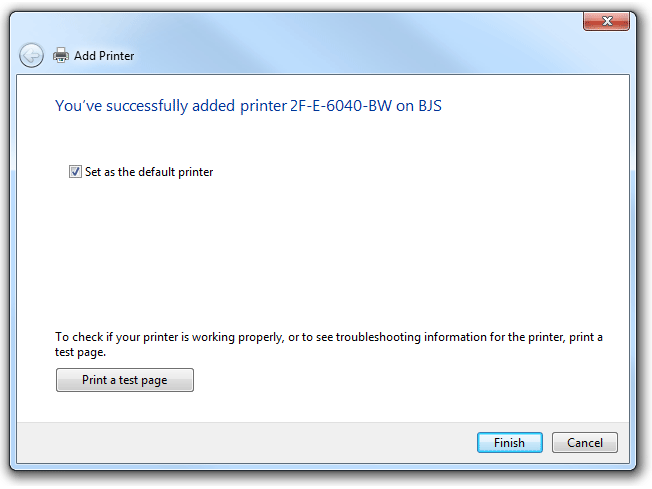 Add Printer
You've successfully added printer 2F-E-6040-BW on BJS
Set as the default printer
To check if your printer is working properly, or to see troubleshooting information for the printer, print a
test page.
Print a test page
Finish
Cancel